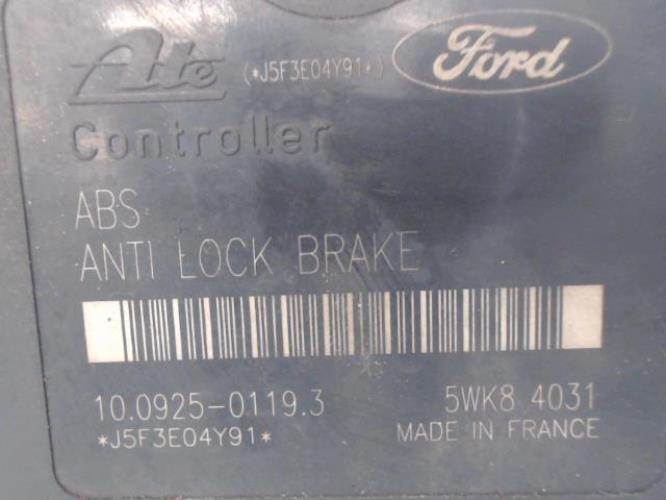 Ate (*J5F3E04Y91*) Ford
Controller
ABS
ANTI LOCK BRAKE
10.0925-0119.3 5WK8 4031
*J5F3E04Y91* MADE IN FRANCE